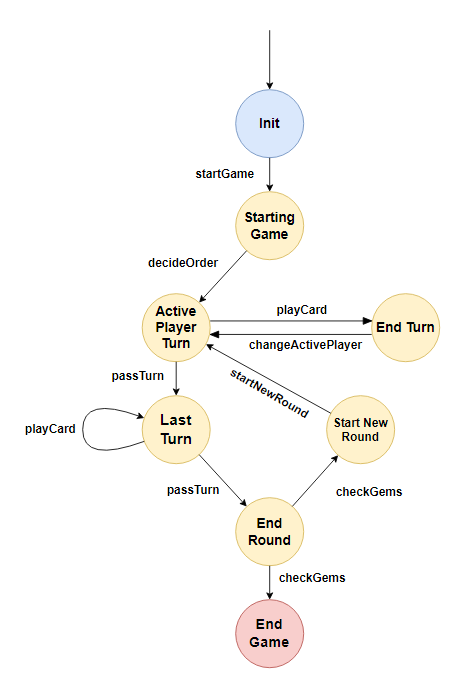 Init
startGame
Starting
Game
decideOrder
Active
Player
Turn
playCard
End Turn
changeActivePlayer
passTurn
startNewRound
playCard
Last
Turn
Start New
Round
passTurn
checkGems
End
Round
checkGems
End
Game